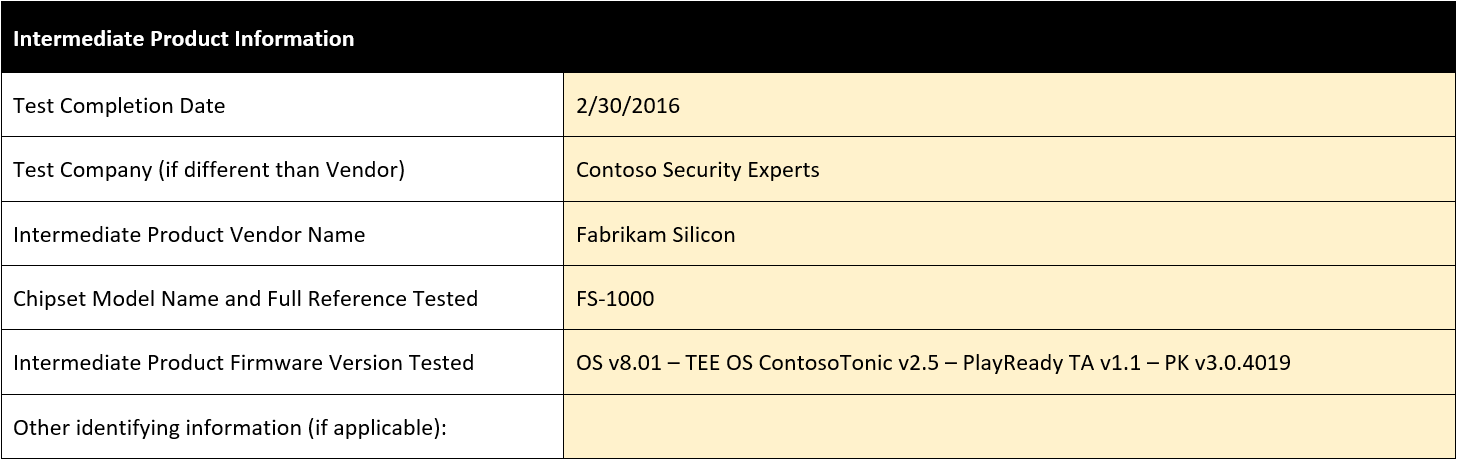 Intermediate Product Information
Test Completion Date 2/30/2016
Test Company (if different than Vendor) Contoso Security Experts
Intermediate Product Vendor Name Fabrikam Silicon
Chipset Model Name and Full Reference Tested FS-1000
Intermediate Product Firmware Version Tested OS v8.01 – TEE OS ContosoTonic v2.5 – PlayReady TA v1.1 – PK v3.0.4019
Other identifying information (if applicable):